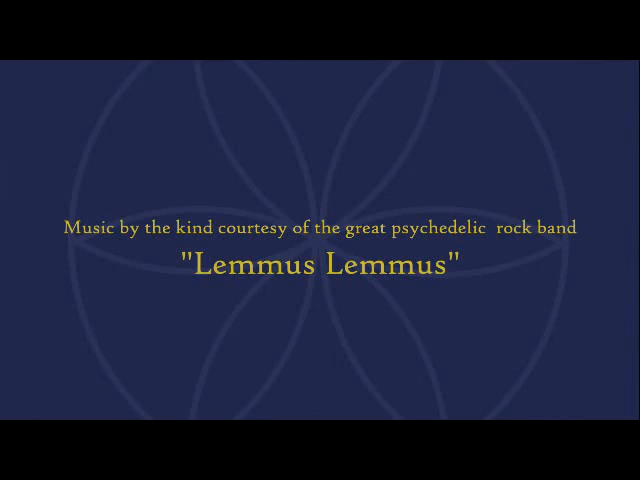 Music by the kind courtesy of the great psychedelic  rock band
"Lemmus Lemmus"